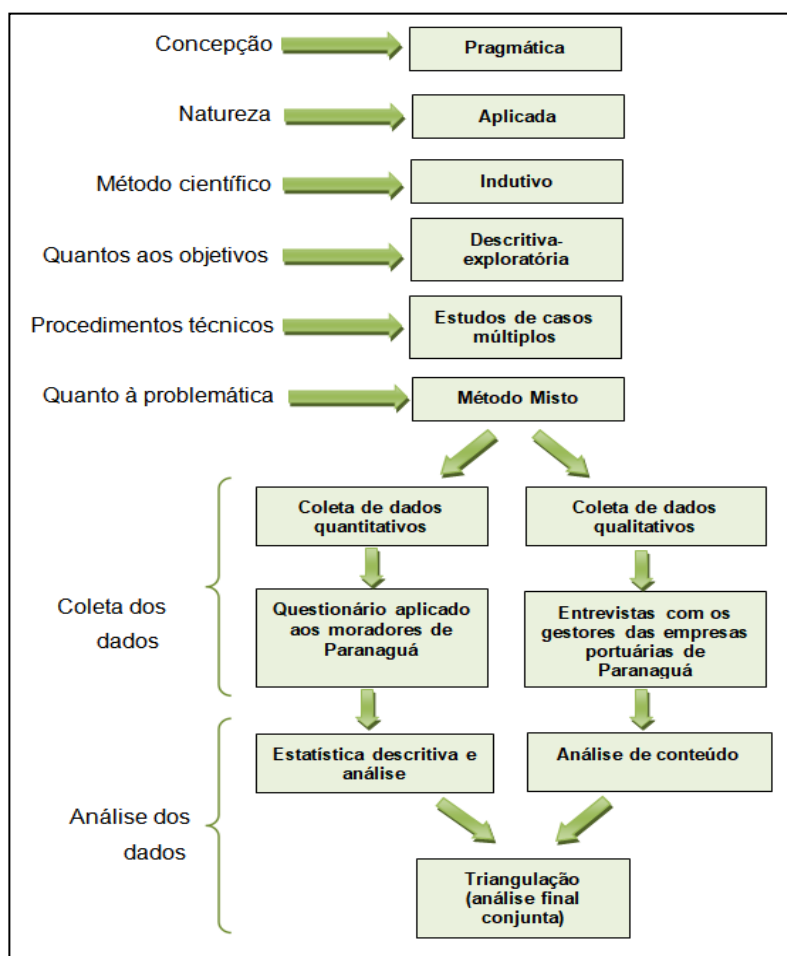 Concepção
Pragmática
Natureza
Aplicada
Método científico
Indutivo
Quantos aos objetivos
Descritiva-
exploratória
Procedimentos técnicos
Estudos de casos
múltiplos
Quanto à problemática
Método Misto
Coleta dos
dados
Coleta de dados
quantitativos
Coleta de dados
qualitativos
Questionário aplicado
aos moradores de
Paranaguá
Entrevistas com os
gestores das empresas
portuárias de
Paranaguá
Análise dos
dados
Estatística descritiva e
análise
Análise de conteúdo
Triangulação
(análise final
conjunta)